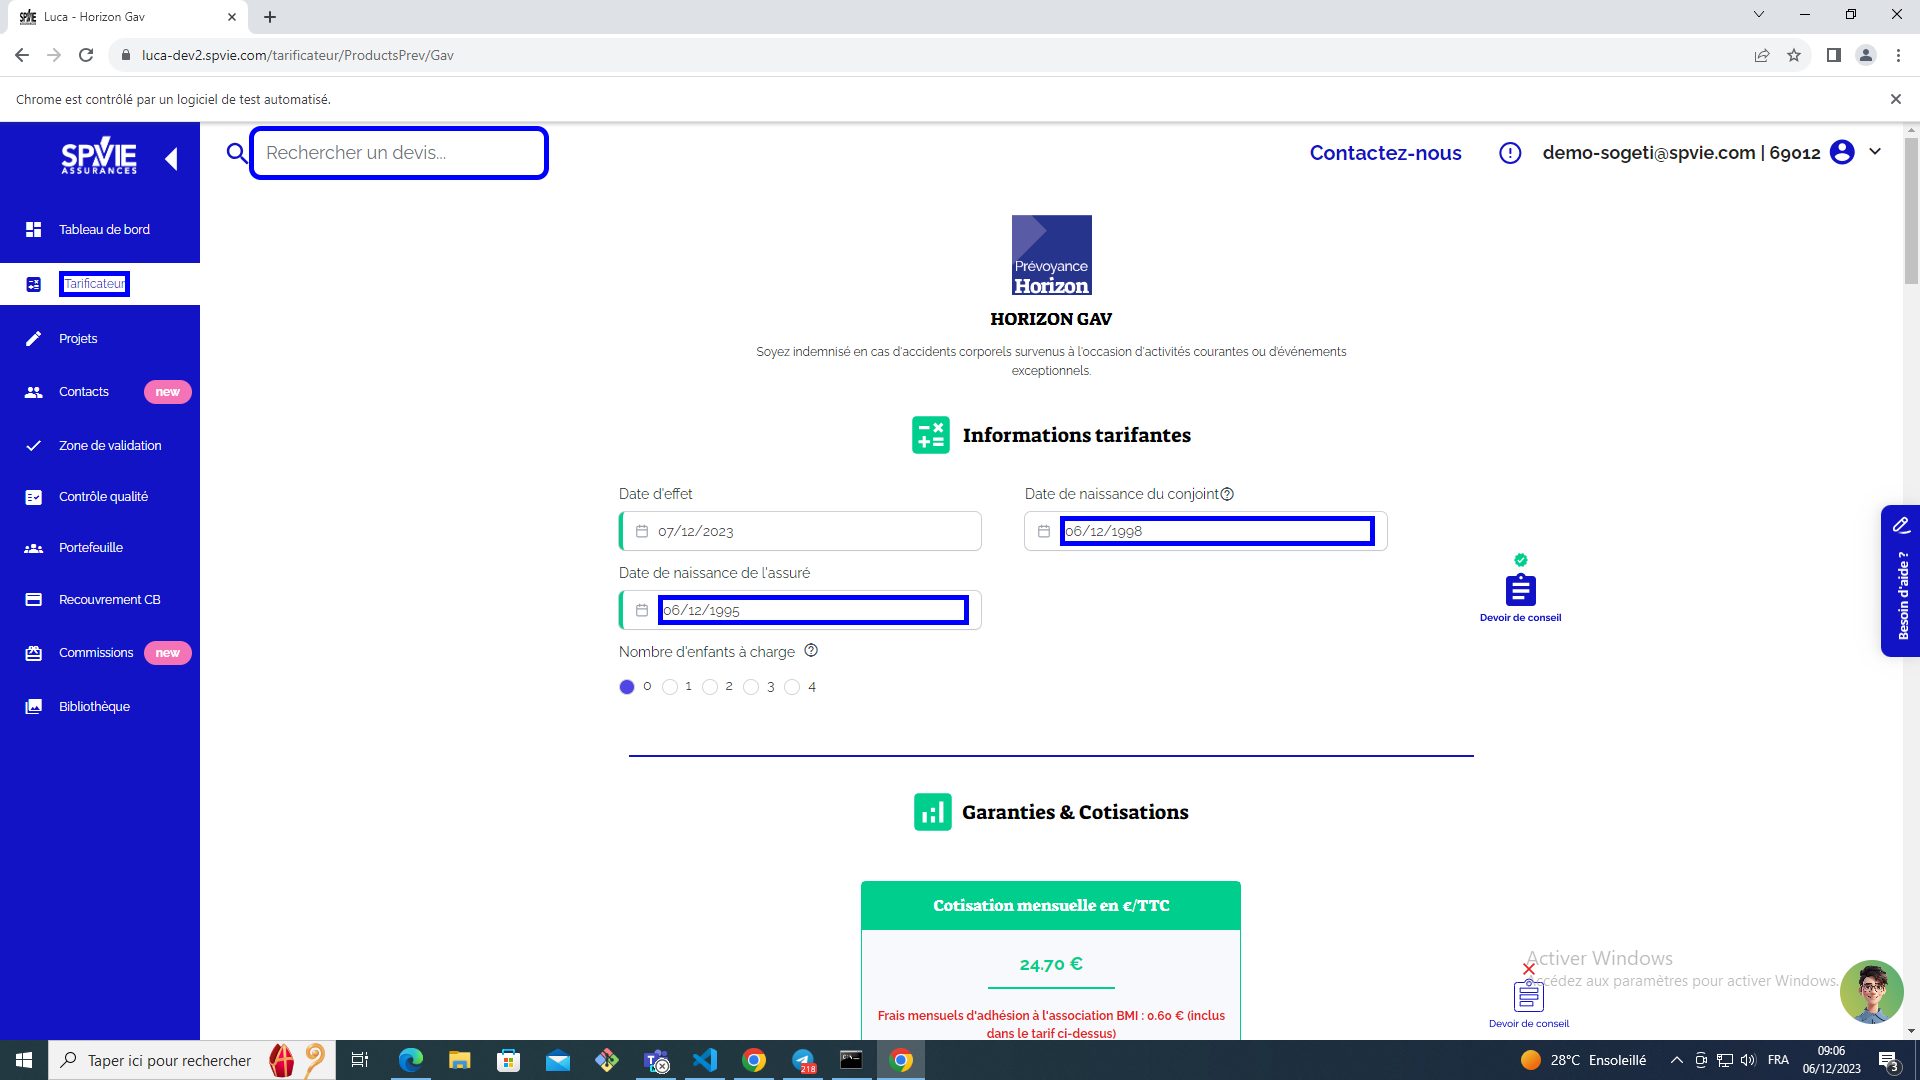 Luca - Horizon Gav
luca-dev2.spvie.com/tarificateur/ProductsPrev/Gav
Chrome est contrôlé par un logiciel de test automatisé.
SPVIE
ASSURANCES
Rechercher un devis...
Contactez-nous
demo-sogeti@spvie.com | 69012
Tableau de bord
Tarificateur
Projets
Contacts
new
Zone de validation
Contrôle qualité
Portefeuille
Recouvrement CB
Commissions
new
Bibliothèque
Prévoyance
Horizon
HORIZON GAV
Soyez indemnisé en cas d'accidents corporels survenus à l'occasion d'activités courantes ou d'événements
exceptionnels.
Informations tarifantes
Date d'effet
07/12/2023
Date de naissance du conjoint
06/12/1998
Date de naissance de l'assuré
06/12/1995
Nombre d'enfants à charge
0 1 2 3 4
Devoir de conseil
Besoin d'aide ?
Garanties & Cotisations
Cotisation mensuelle en €/TTC
24.70 €
Frais mensuels d'adhésion à l'association BMI : 0.60 € (inclus
dans le tarif ci-dessus)
Activer Windows
Accédez aux paramètres pour activer Windows.
Devoir de conseil
Taper ici pour rechercher
218
28°C Ensoleillé
FRA
09:06
06/12/2023
3